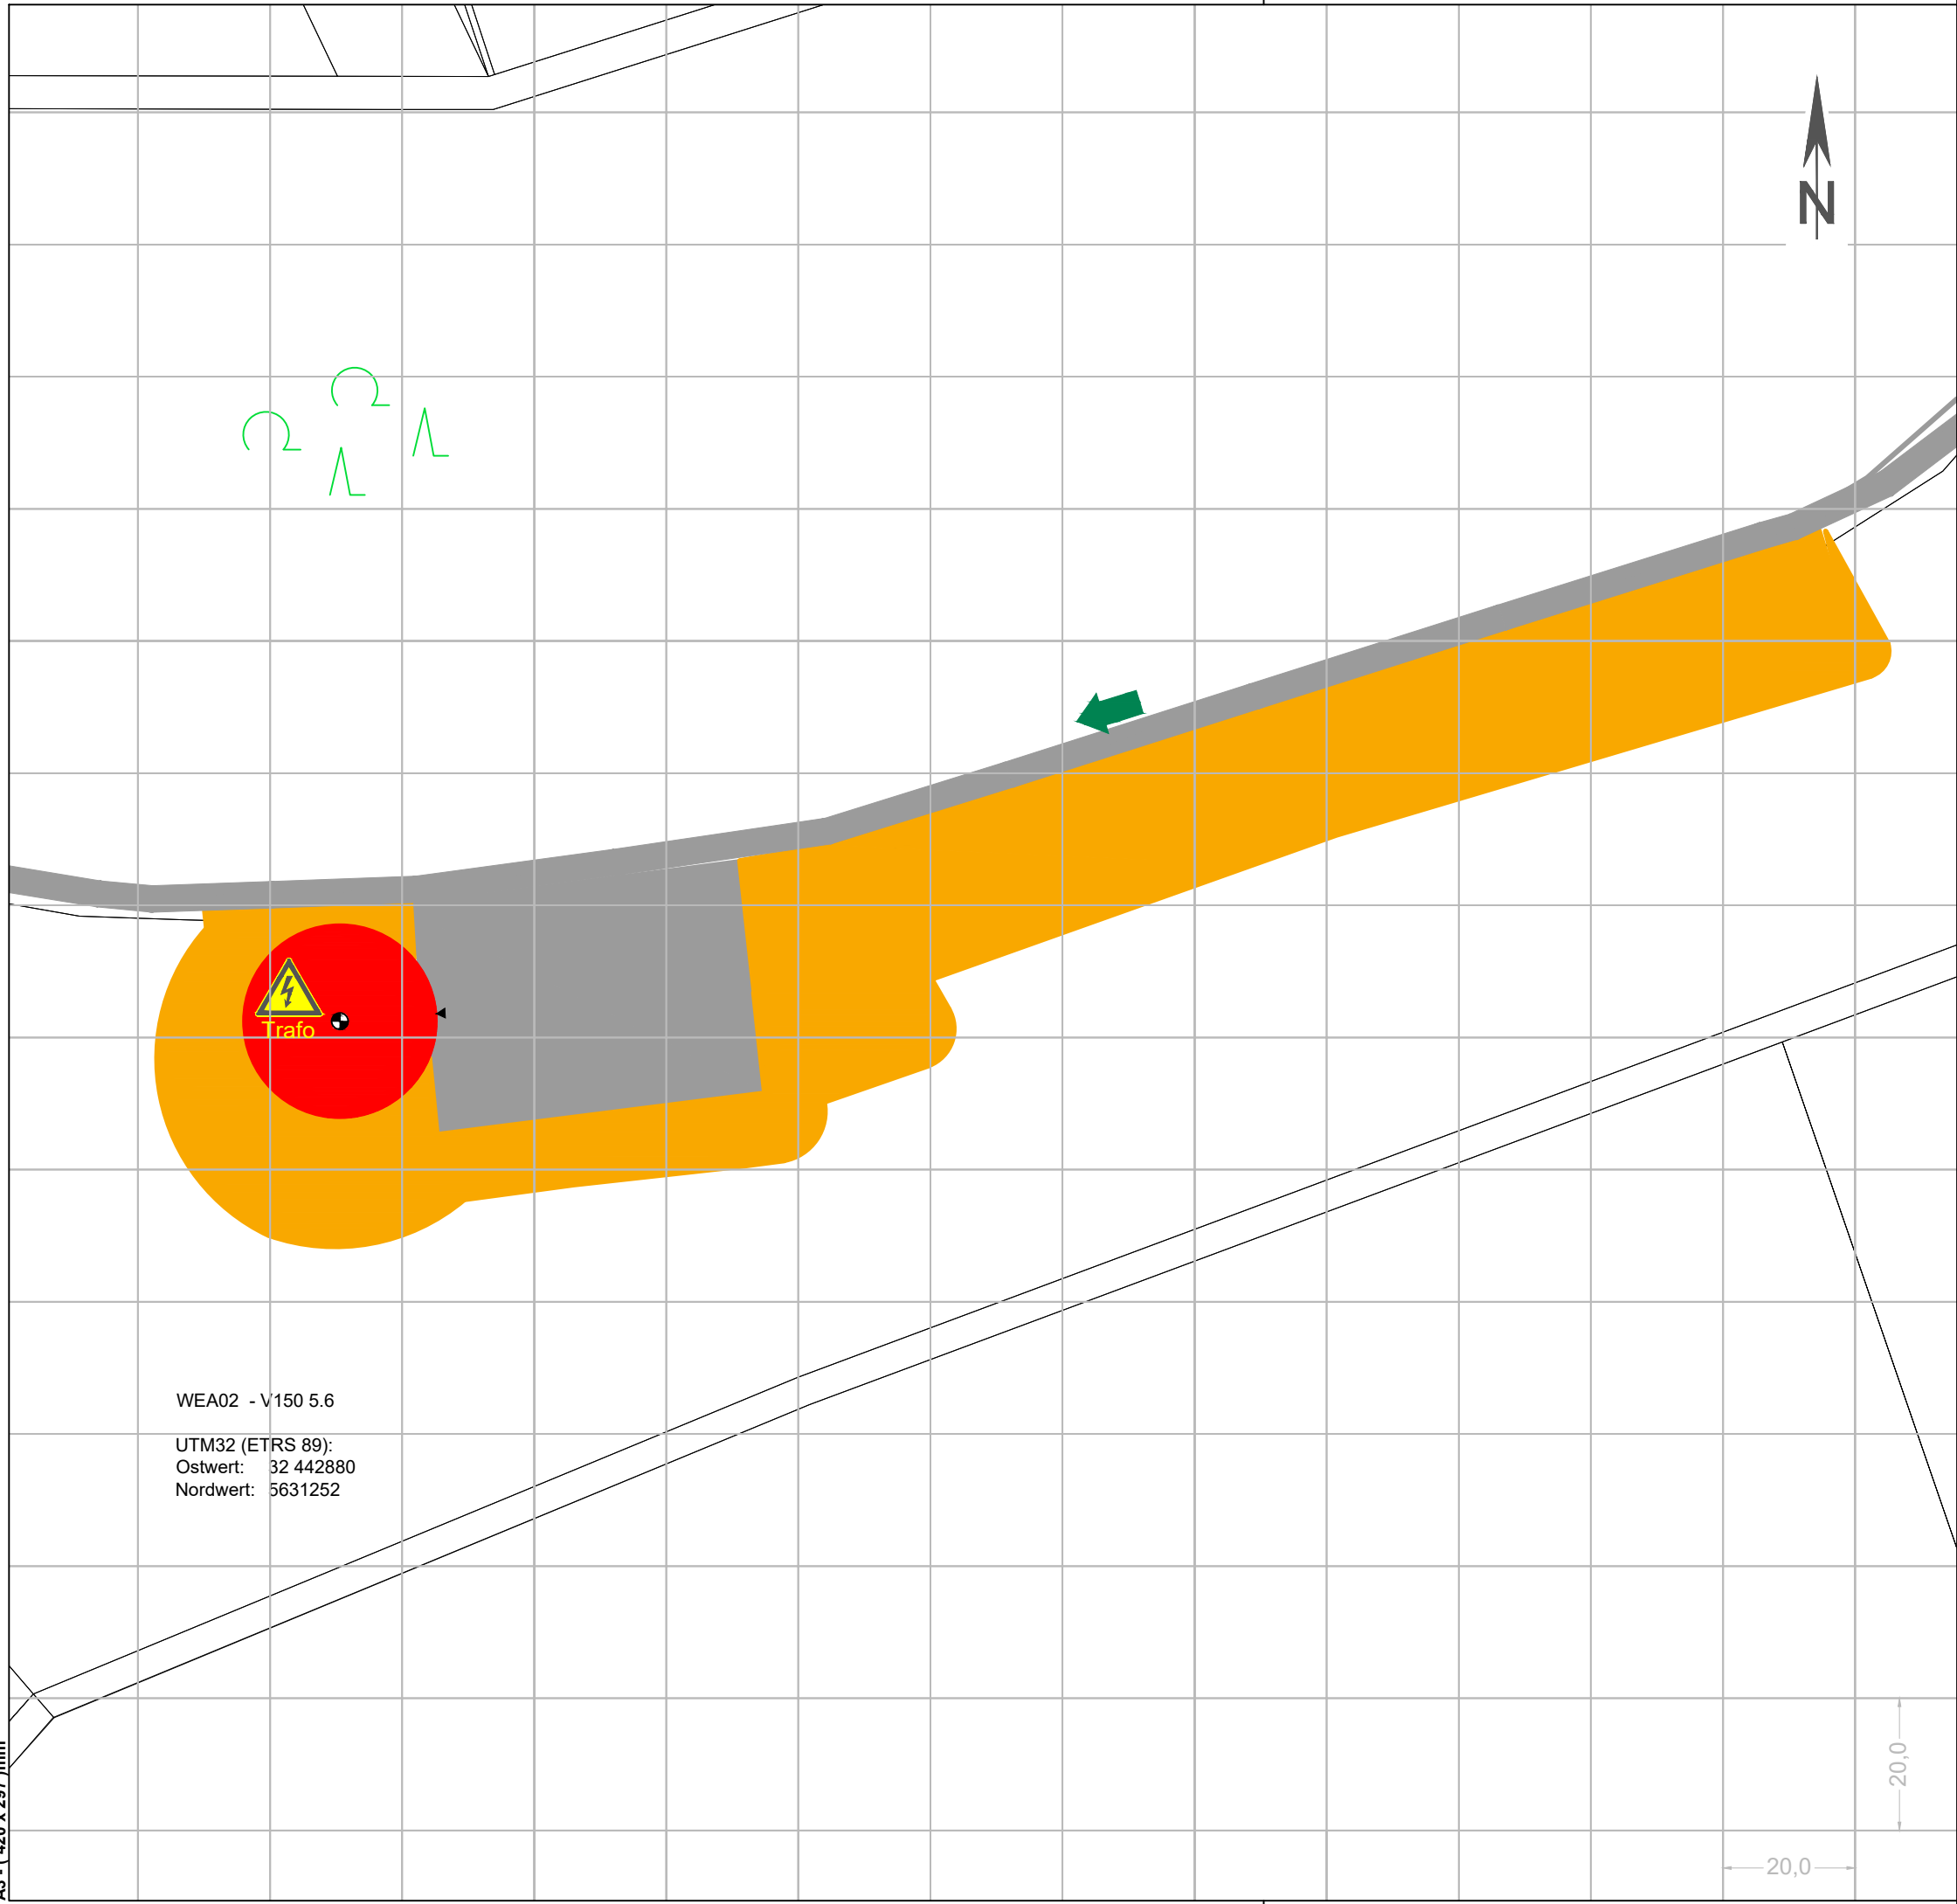 N
Trafo
WEA02 - V150 5.6
UTM32 (ETRS 89):
Ostwert: 32 442880
Nordwert: 5631252
20,0
20,0